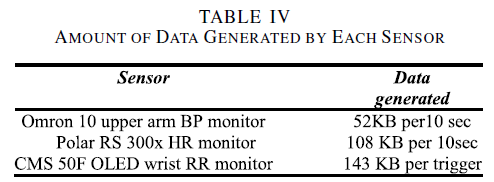 TABLE IV
AMOUNT OF DATA GENERATED BY EACH SENSOR
Sensor Data
generated
Omron 10 upper arm BP monitor 52KB per10 sec
Polar RS 300x HR monitor 108 KB per 10sec
CMS 50F OLED wrist RR monitor 143 KB per trigger